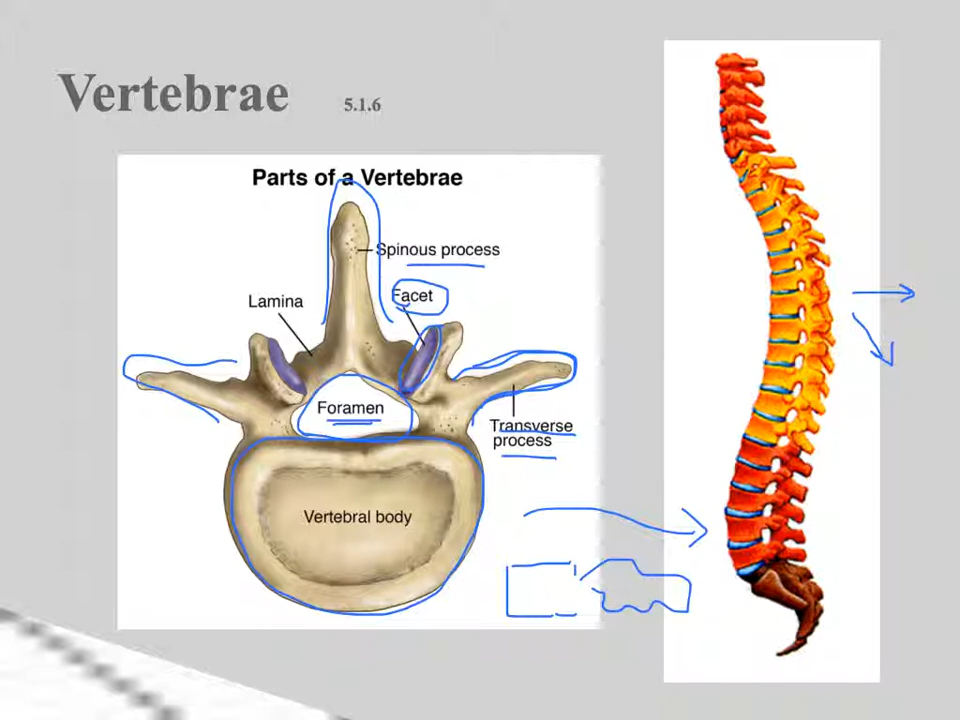 Vertebrae 5.1.6
Parts of a Vertebrae
Spinous process
Facet
Lamina
Foramen
Transverse
process
Vertebral body